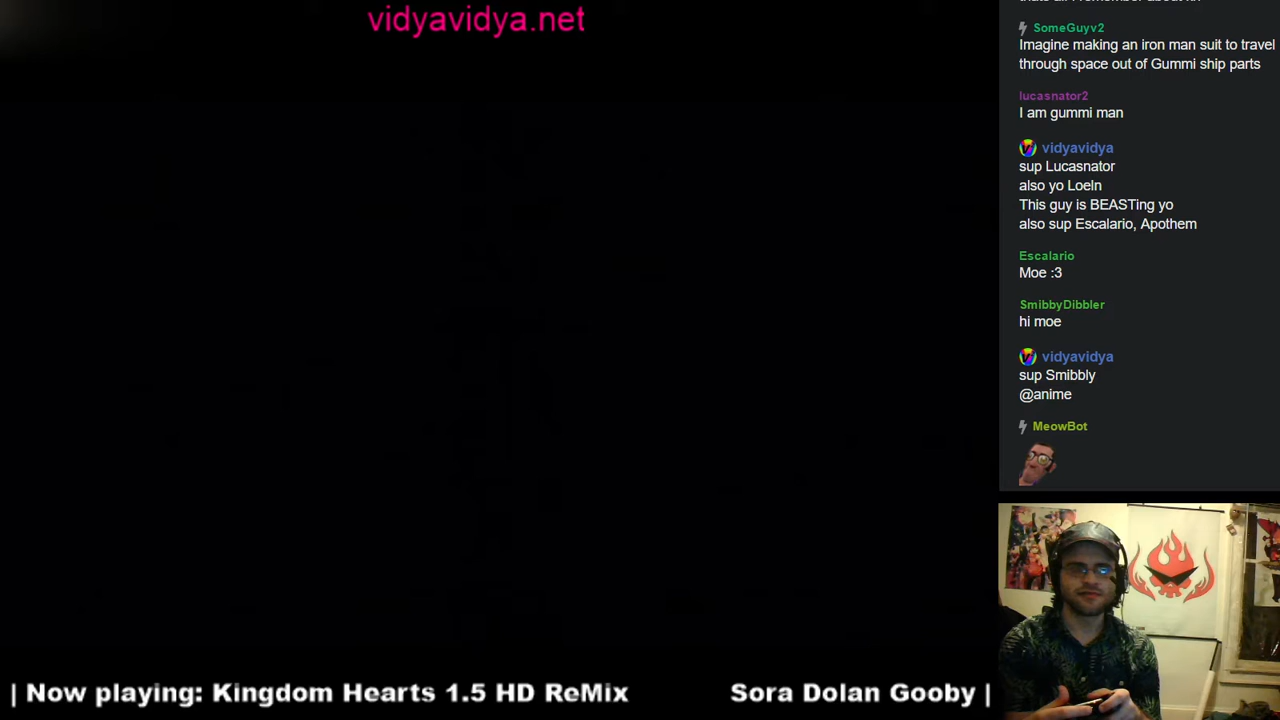 vidyavidya.net
SomeGuyv2
Imagine making an iron man suit to travel
through space out of Gummi ship parts
lucasnator2
I am gummi man
vidyavidya
sup Lucasnator
also yo Loeln
This guy is BEASTing yo
also sup Escalario, Apothem
Escalario
Moe :3
SmibbyDibbler
hi moe
vidyavidya
sup Smibbly
@anime
MeowBot
| Now playing: Kingdom Hearts 1.5 HD ReMix Sora Dolan Gooby |